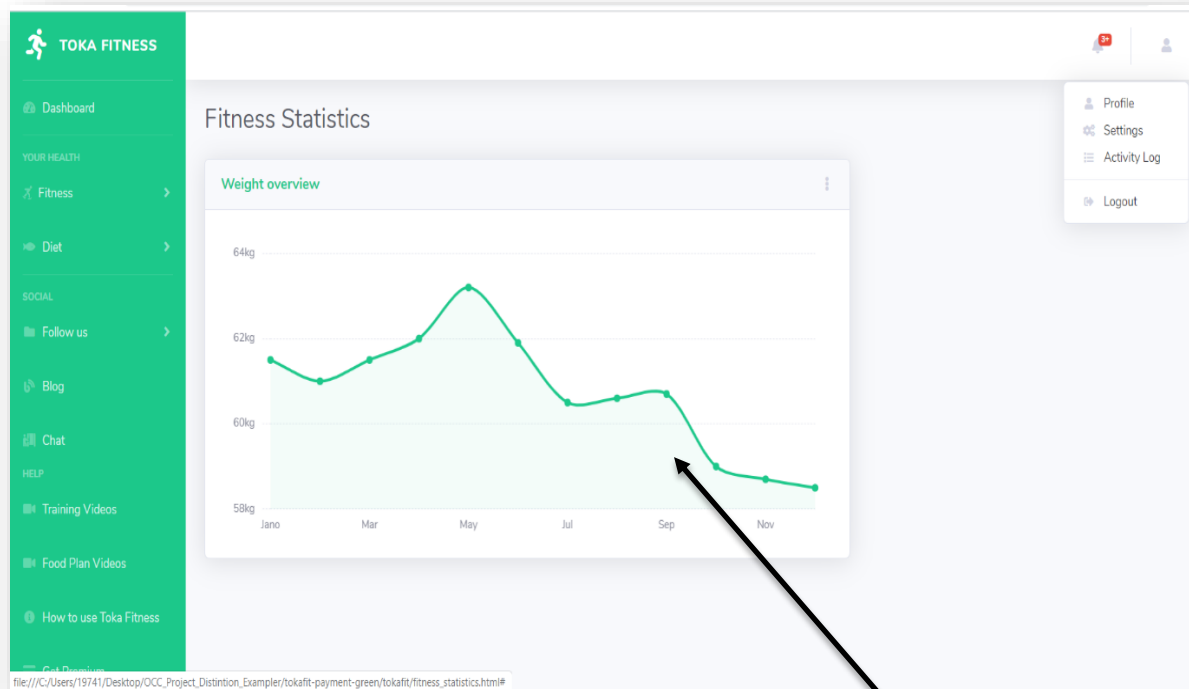 TOKA FITNESS
3+
Dashboard
YOUR HEALTH
Fitness
Diet
SOCIAL
Follow us
Blog
Chat
HELP
Training Videos
Food Plan Videos
How to use Toka Fitness
Get Premium
Fitness Statistics
Weight overview
64kg
62kg
60kg
58kg
Jano Mar May Jul Sep Nov
Profile
Settings
Activity Log
Logout
file:///C:/Users/19741/Desktop/OCC_Project_Distintion_Exampler/tokafit-payment-green/tokafit/fitness_statistics.html#